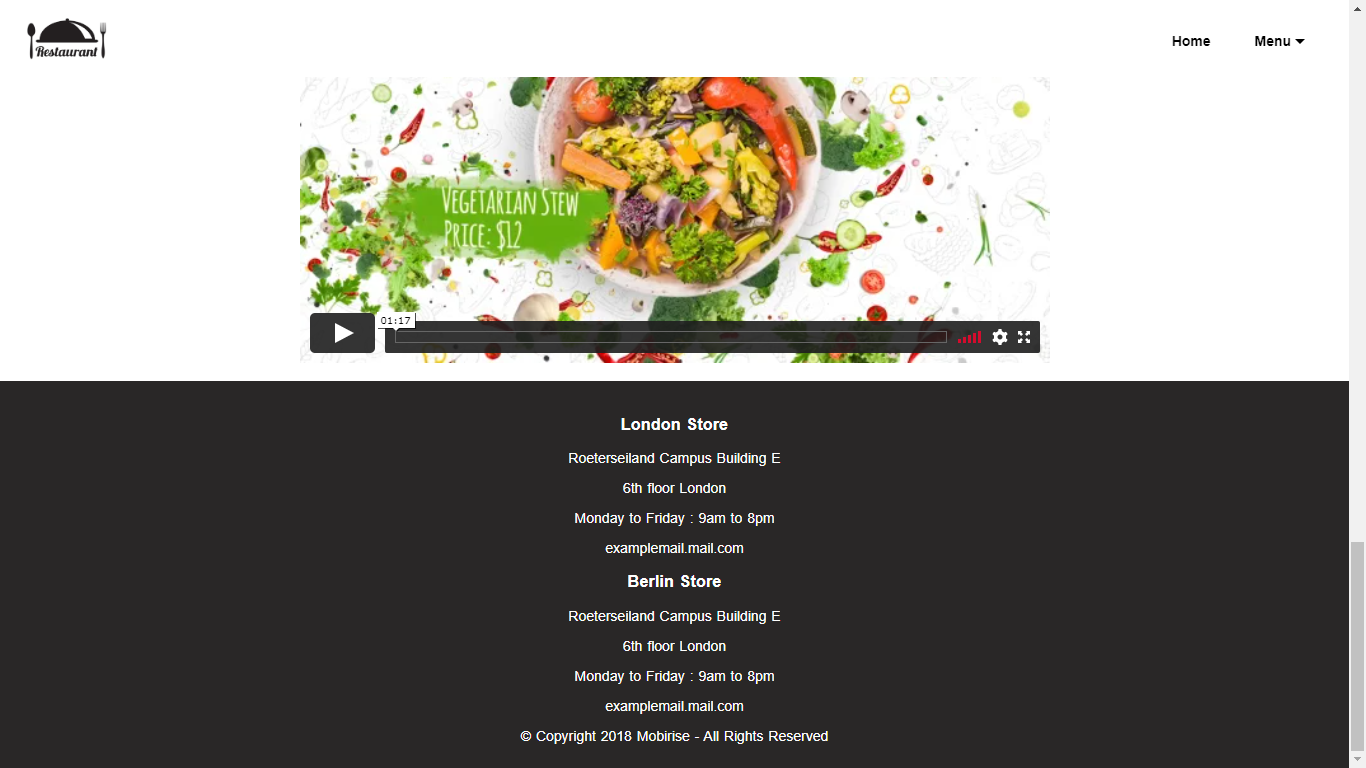 Restaurant
Home
Menu
Vegetarian Stew
Price: $12
01:17
London Store
Roeterseiland Campus Building E
6th floor London
Monday to Friday : 9am to 8pm
examplemail.mail.com
Berlin Store
Roeterseiland Campus Building E
6th floor London
Monday to Friday : 9am to 8pm
examplemail.mail.com
© Copyright 2018 Mobirise - All Rights Reserved